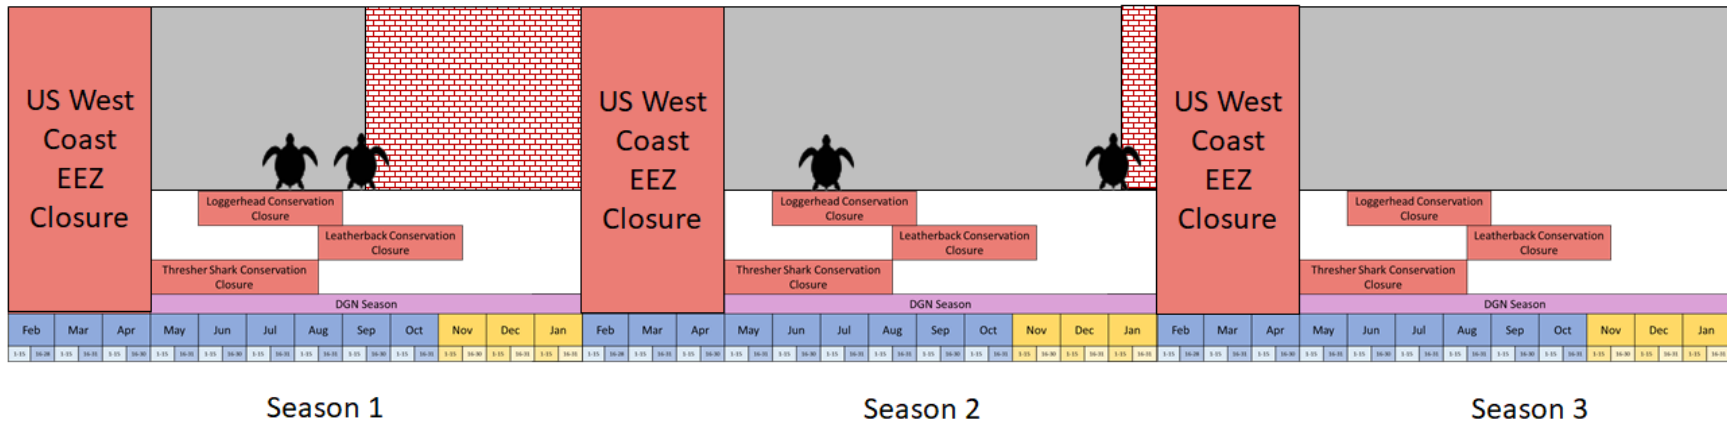 US West
Coast
EEZ
Closure
US West
Coast
EEZ
Closure
US West
Coast
EEZ
Closure
Loggerhead Conservation
Closure
Leatherback Conservation
Closure
Thresher Shark Conservation
Closure
Loggerhead Conservation
Closure
Leatherback Conservation
Closure
Thresher Shark Conservation
Closure
Loggerhead Conservation
Closure
Leatherback Conservation
Closure
Thresher Shark Conservation
Closure
DGN Season DGN Season DGN Season
Feb Mar Apr May Jun Jul Aug Sep Oct Nov Dec Jan Feb Mar Apr May Jun Jul Aug Sep Oct Nov Dec Jan Feb Mar Apr May Jun Jul Aug Sep Oct Nov Dec Jan
Season 1 Season 2 Season 3